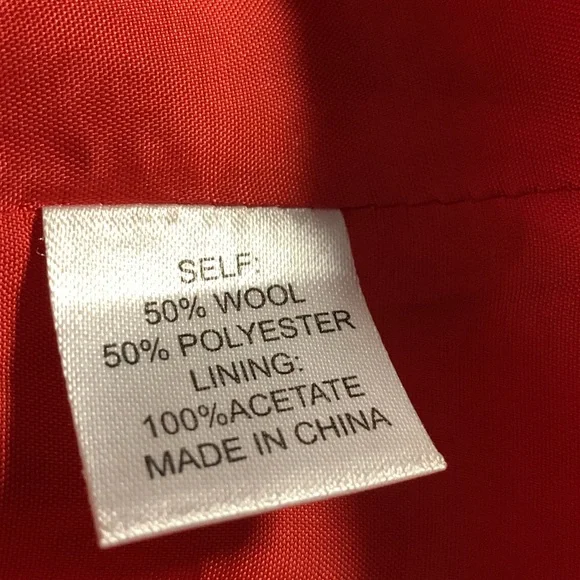 SELF:
50% WOOL
50% POLYESTER
LINING:
100%ACETATE
MADE IN CHINA